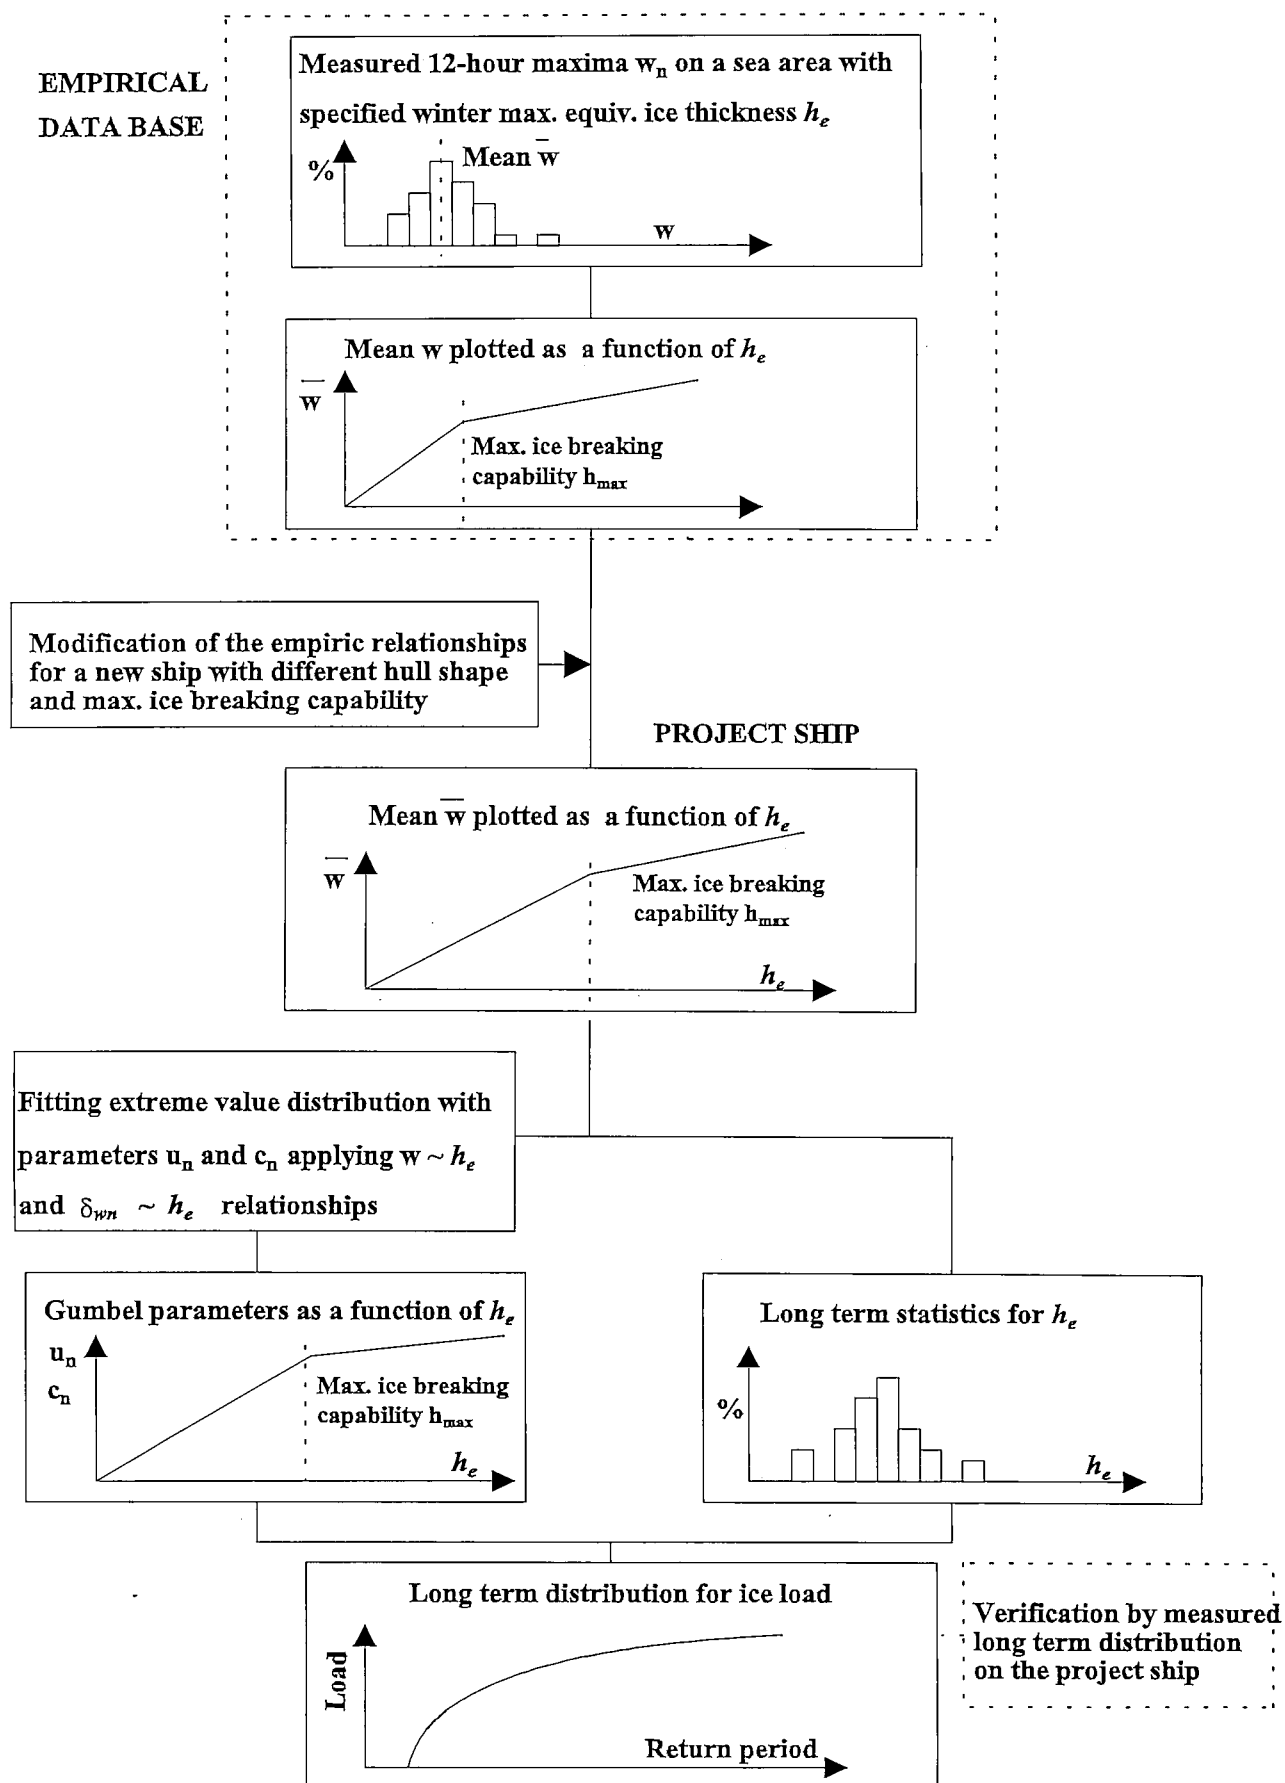 EMPIRICAL
DATA BASE
Measured 12-hour maxima wₙ on a sea area with
specified winter max. equiv. ice thickness hₑ
%
Mean w̅
w
Mean w plotted as a function of hₑ
w̅
Max. ice breaking
capability hₘₐₓ
Modification of the empiric relationships
for a new ship with different hull shape
and max. ice breaking capability
PROJECT SHIP
Mean w̅ plotted as a function of hₑ
w̅
Max. ice breaking
capability hₘₐₓ
hₑ
Fitting extreme value distribution with
parameters uₙ and cₙ applying w ~ hₑ
and δwn ~ hₑ relationships
Gumbel parameters as a function of hₑ
uₙ
cₙ
Max. ice breaking
capability hₘₐₓ
hₑ
Long term statistics for hₑ
%
hₑ
Long term distribution for ice load
Load
Return period
Verification by measured
long term distribution
on the project ship